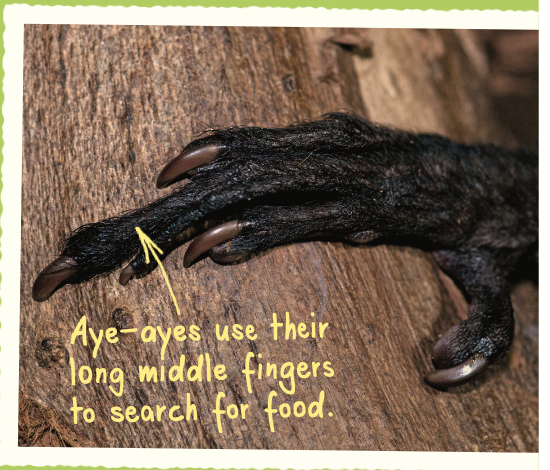 Aye-ayes use their
long middle fingers
to search for food.